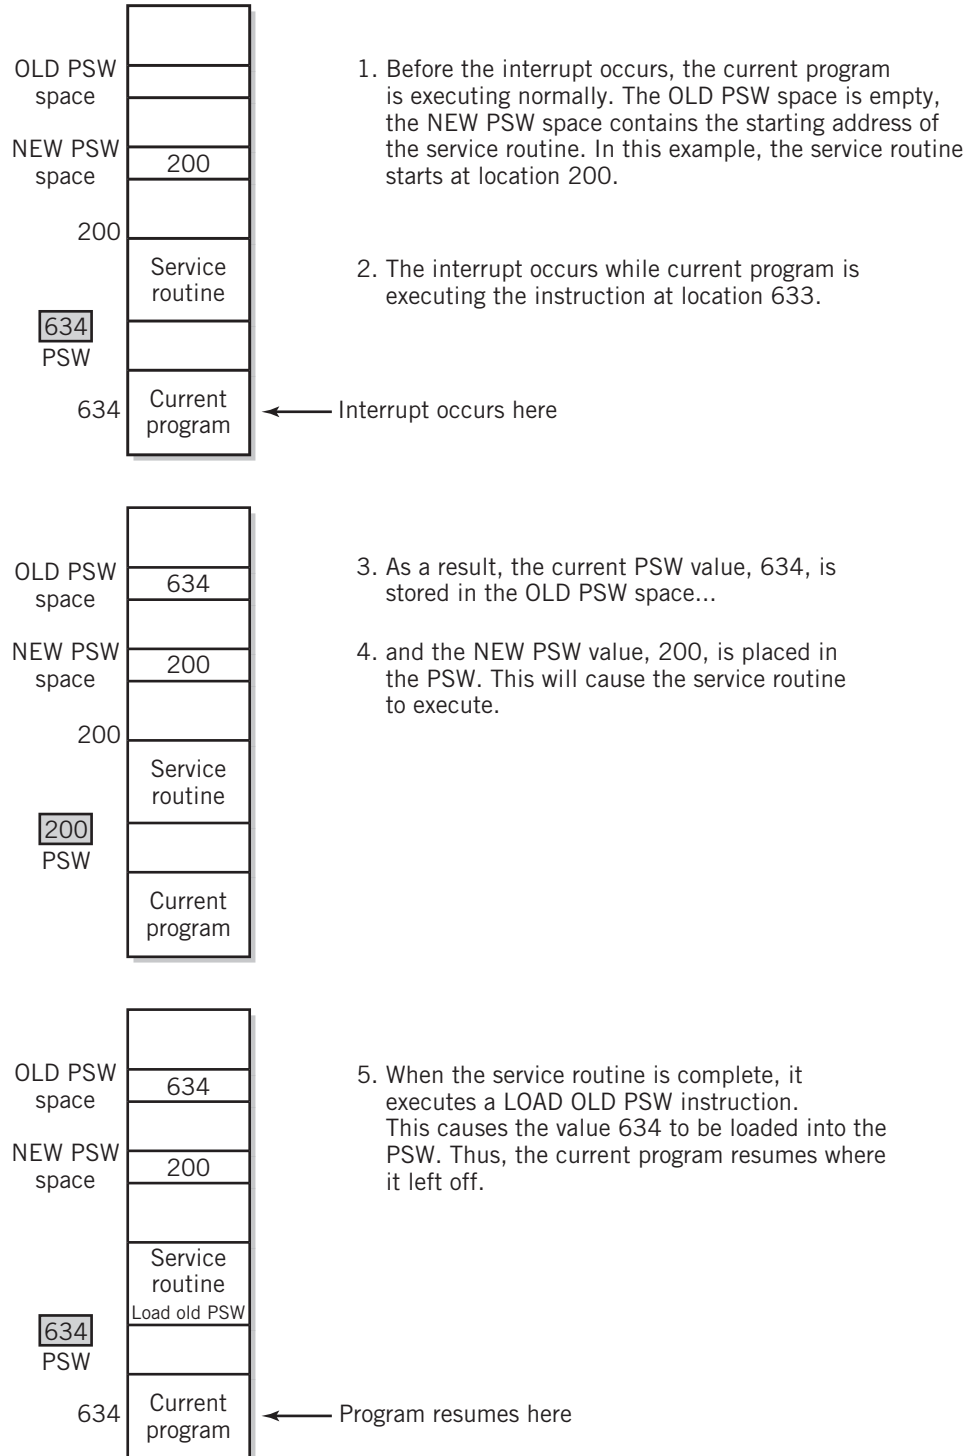 OLD PSW
space
NEW PSW
space
200
200
Service
routine
634
PSW
634
Current
program
1. Before the interrupt occurs, the current program
is executing normally. The OLD PSW space is empty,
the NEW PSW space contains the starting address of
the service routine. In this example, the service routine
starts at location 200.
2. The interrupt occurs while current program is
executing the instruction at location 633.
Interrupt occurs here
OLD PSW
space
634
NEW PSW
space
200
200
Service
routine
200
PSW
Current
program
3. As a result, the current PSW value, 634, is
stored in the OLD PSW space...
4. and the NEW PSW value, 200, is placed in
the PSW. This will cause the service routine
to execute.
OLD PSW
space
634
NEW PSW
space
200
Service
routine
Load old PSW
634
PSW
634
Current
program
5. When the service routine is complete, it
executes a LOAD OLD PSW instruction.
This causes the value 634 to be loaded into the
PSW. Thus, the current program resumes where
it left off.
Program resumes here